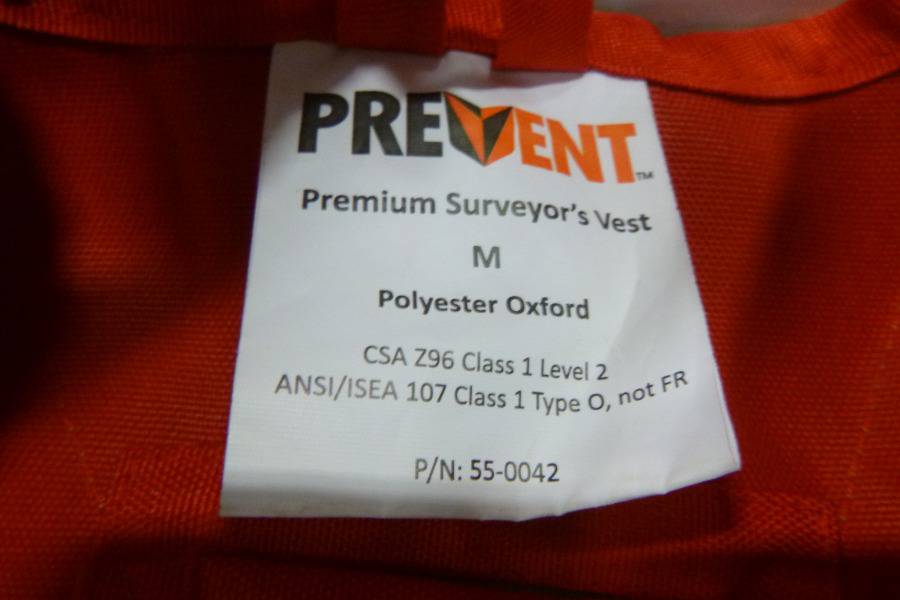 PREVENT™
Premium Surveyor's Vest
M
Polyester Oxford
CSA Z96 Class 1 Level 2
ANSI/ISEA 107 Class 1 Type O, not FR
P/N: 55-0042